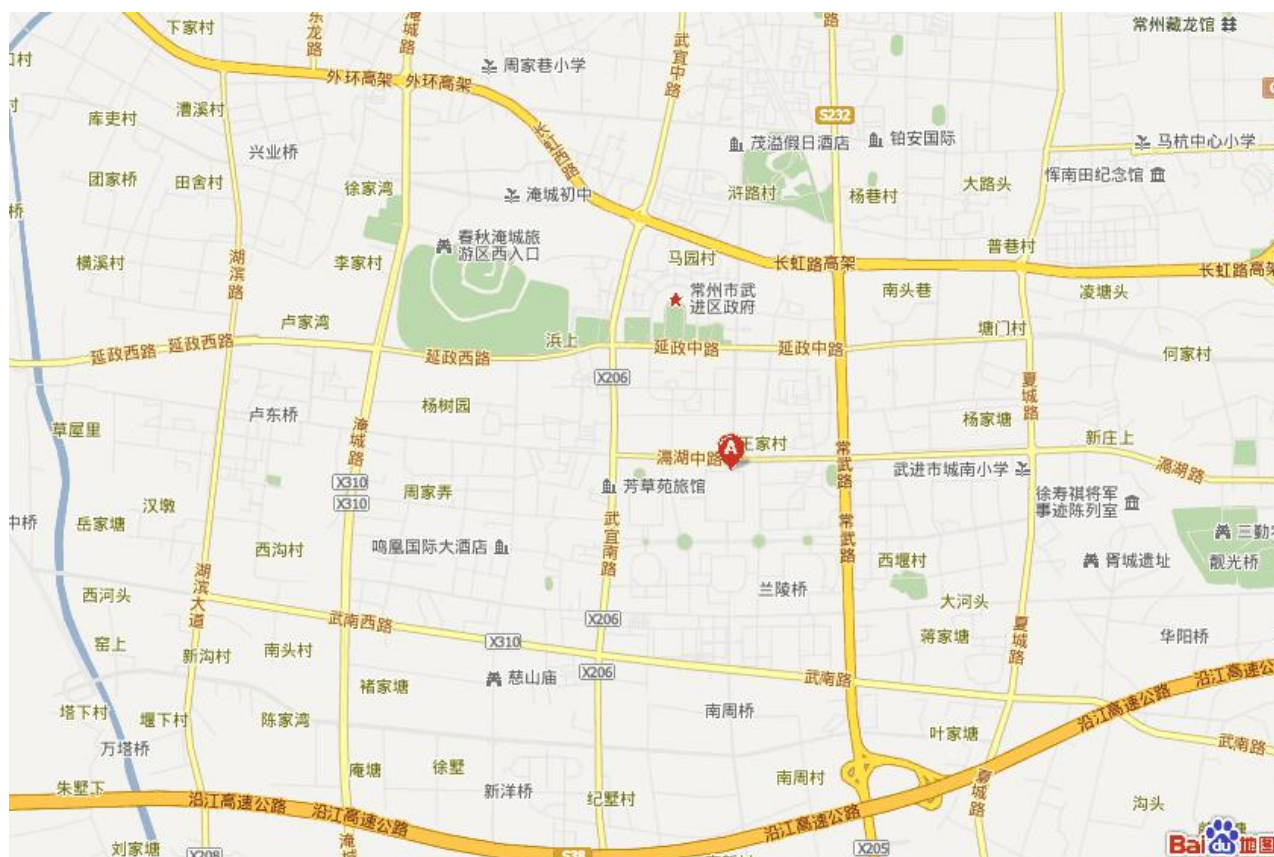 下家村
周家巷小学
常州藏龙馆
外环高架
外环高架
武宜中路
S232
库吏村
漕溪村
兴业桥
长虹西路
茂溢假日酒店
铂安国际
马杭中心小学
团家桥
田舍村
徐家湾
淹城初中
浒路村
杨巷村
大路头
恽南田纪念馆
横溪村
湖滨路
李家村
春秋淹城旅
游区西入口
马园村
长虹路高架
普巷村
长虹路高架
常州市武
进区政府
南头巷
凌塘头
卢家湾
塘门村
延政西路
延政西路
延政西路
浜上
延政中路
延政中路
何家村
X206
夏城路
卢东桥
杨树园
杨家塘
草屋里
淹城路
A
王家村
新庄上
滆湖中路
常武路
武进市城南小学
滆湖路
X310
X310
周家弄
芳草苑旅馆
徐寿祺将军
事迹陈列室
汉墩
岳家塘
中桥
武宜南路
常武路
西沟村
鸣凰国际大酒店
西堰村
胥城遗址
靓光桥
湖滨大道
西河头
兰陵桥
大河头
武南西路
X206
X310
蒋家塘
夏城路
华阳桥
窑上
新沟村
南头村
慈山庙
X206
武南路
沿江高速公路
褚家塘
塔下村
堰下村
陈家湾
南周桥
沿江高速公路
叶家塘
武南路
万塔桥
庵塘
徐墅
南周村
朱墅下
新洋桥
纪墅村
夏城路
沟头
沿江高速公路
沿江高速公路
沿江高速公路
刘家塘
X205
Bai du 地图